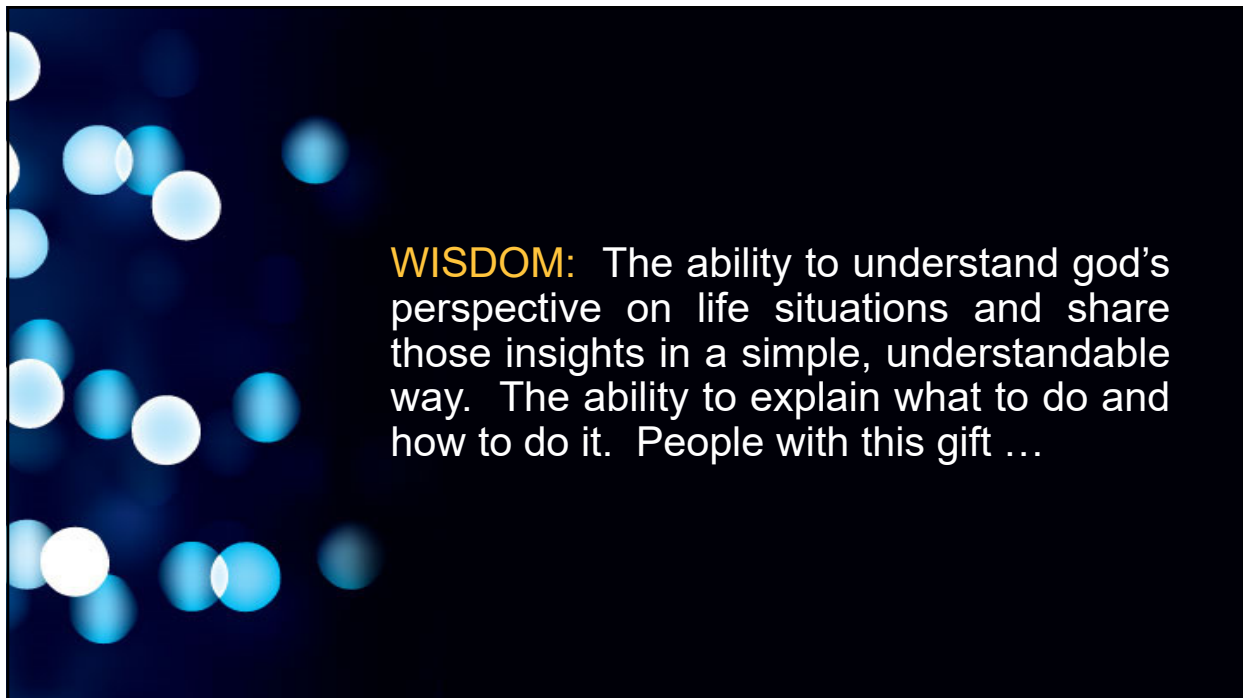 WISDOM:  The ability to understand god’s
perspective on life situations and share
those insights in a simple, understandable
way.  The ability to explain what to do and
how to do it.  People with this gift …